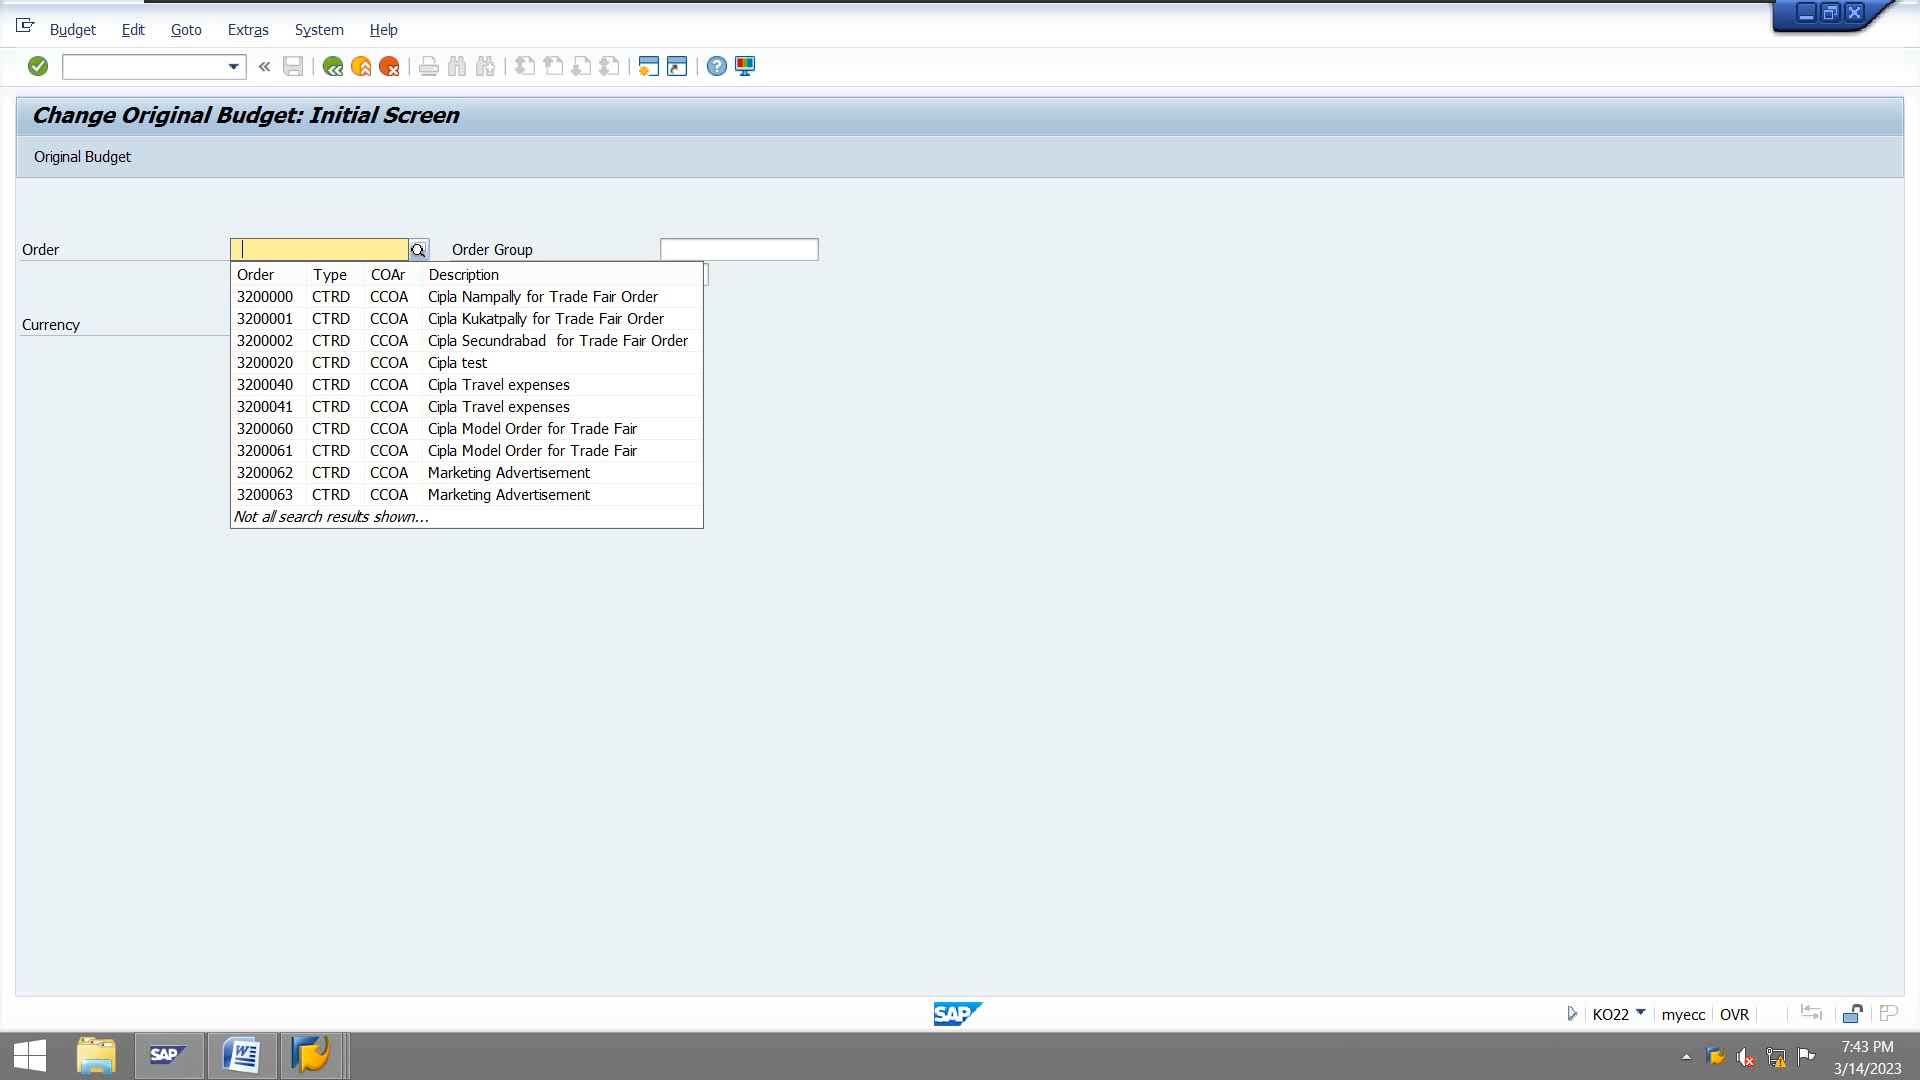 Budget Edit Goto Extras System Help
Change Original Budget: Initial Screen
Original Budget
Order Order Group
Order Type COAr Description
3200000 CTRD CCOA Cipla Nampally for Trade Fair Order
3200001 CTRD CCOA Cipla Kukatpally for Trade Fair Order
Currency
3200002 CTRD CCOA Cipla Secundrabad for Trade Fair Order
3200020 CTRD CCOA Cipla test
3200040 CTRD CCOA Cipla Travel expenses
3200041 CTRD CCOA Cipla Travel expenses
3200060 CTRD CCOA Cipla Model Order for Trade Fair
3200061 CTRD CCOA Cipla Model Order for Trade Fair
3200062 CTRD CCOA Marketing Advertisement
3200063 CTRD CCOA Marketing Advertisement
Not all search results shown...
SAP KO22 myecc OVR
SAP
7:43 PM
3/14/2023